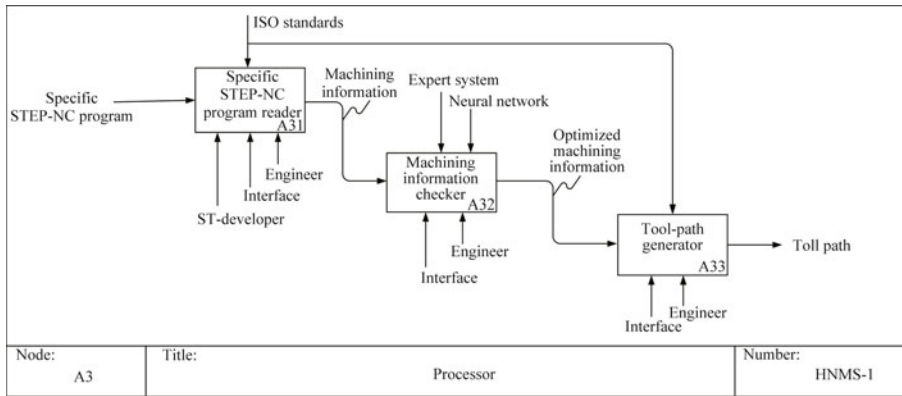 ISO standards
Specific
STEP-NC program
Specific
STEP-NC
program reader
A31
Machining
information
ST-developer
Interface
Engineer
Expert system
Neural network
Machining
information
checker
A32
Optimized
machining
information
Interface
Engineer
Tool-path
generator
A33
Toll path
Interface
Engineer
Node:
A3
Title:
Processor
Number:
HNMS-1